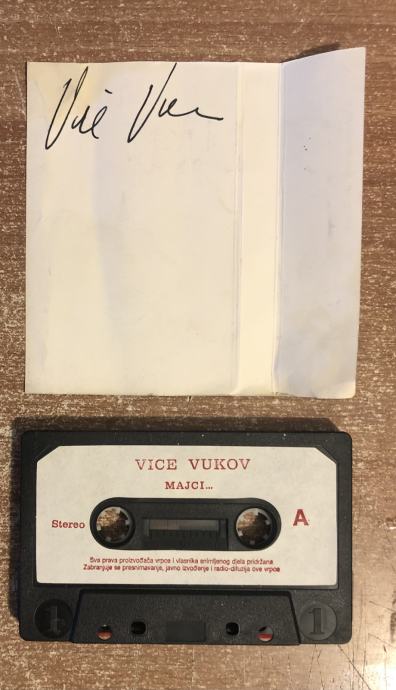 Vice Vukov
VICE VUKOV
MAJCI...
Stereo
A
Sva prava proizvođača vrpce i vlasnika snimljenog djela pridržana
Zabranjuje se presnimavanje, javno izvođenje i radio-difuzija ove vrpce
1
1